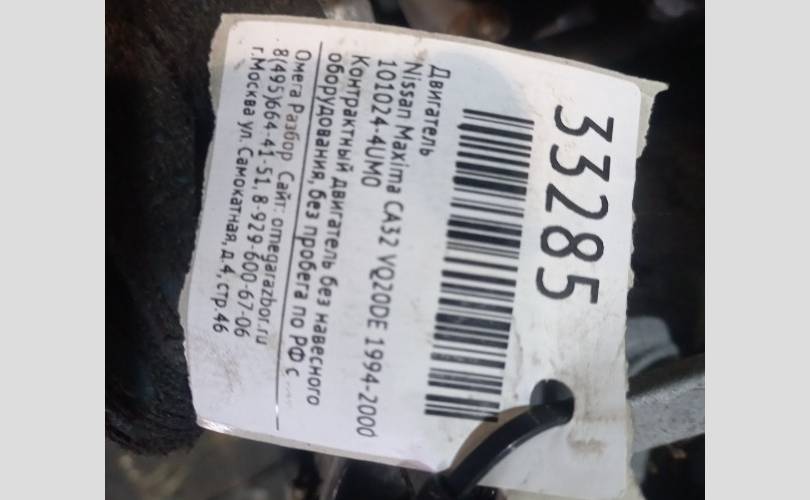 33285
Двигатель
Nissan Maxima CA32 VQ20DE 1994-2000
101024-4UM0
Контрактный двигатель без навесного
оборудования, без пробега по РФ с ...
Омега Разбор Сайт: omegarazbor.ru
8(495)664-41-51, 8-929-600-67-06
г.Москва ул. Самокатная, д.4, стр.46